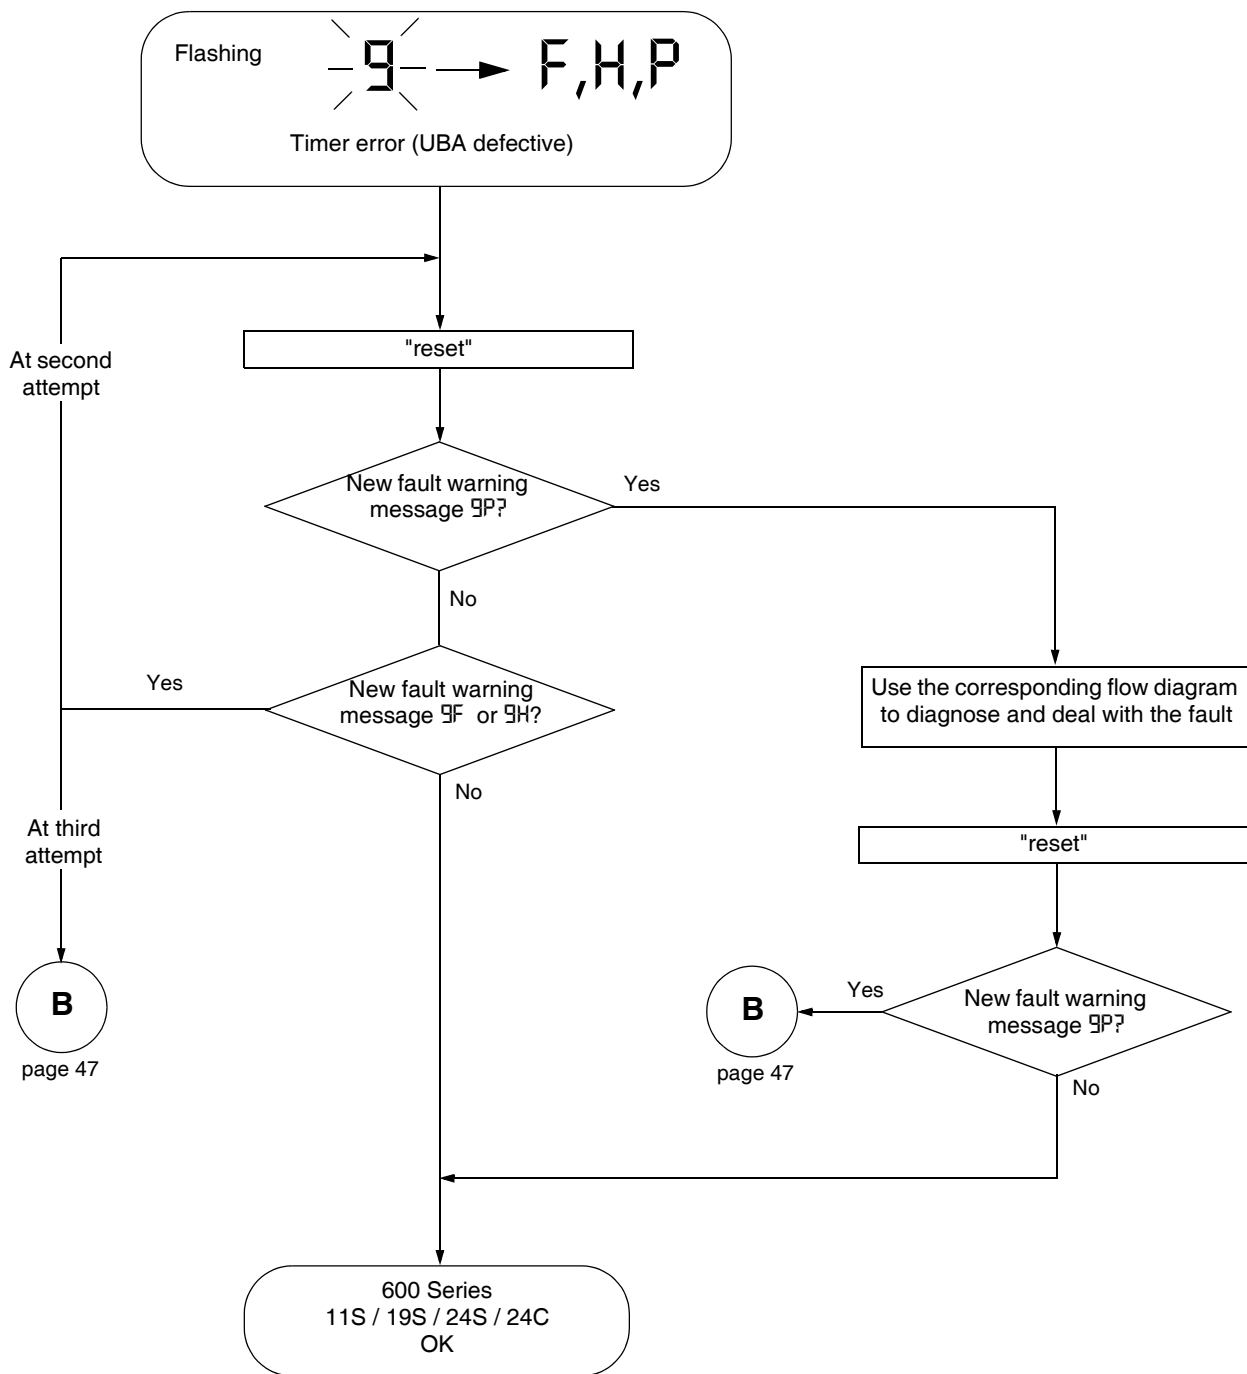 Flashing
9 F,H,P
Timer error (UBA defective)
"reset"
At second
attempt
New fault warning
message 9P?
Yes
No
Yes
New fault warning
message 9F or 9H?
Use the corresponding flow diagram
to diagnose and deal with the fault
No
At third
attempt
"reset"
B
page 47
B
page 47
Yes
New fault warning
message 9P?
No
600 Series
11S / 19S / 24S / 24C
OK